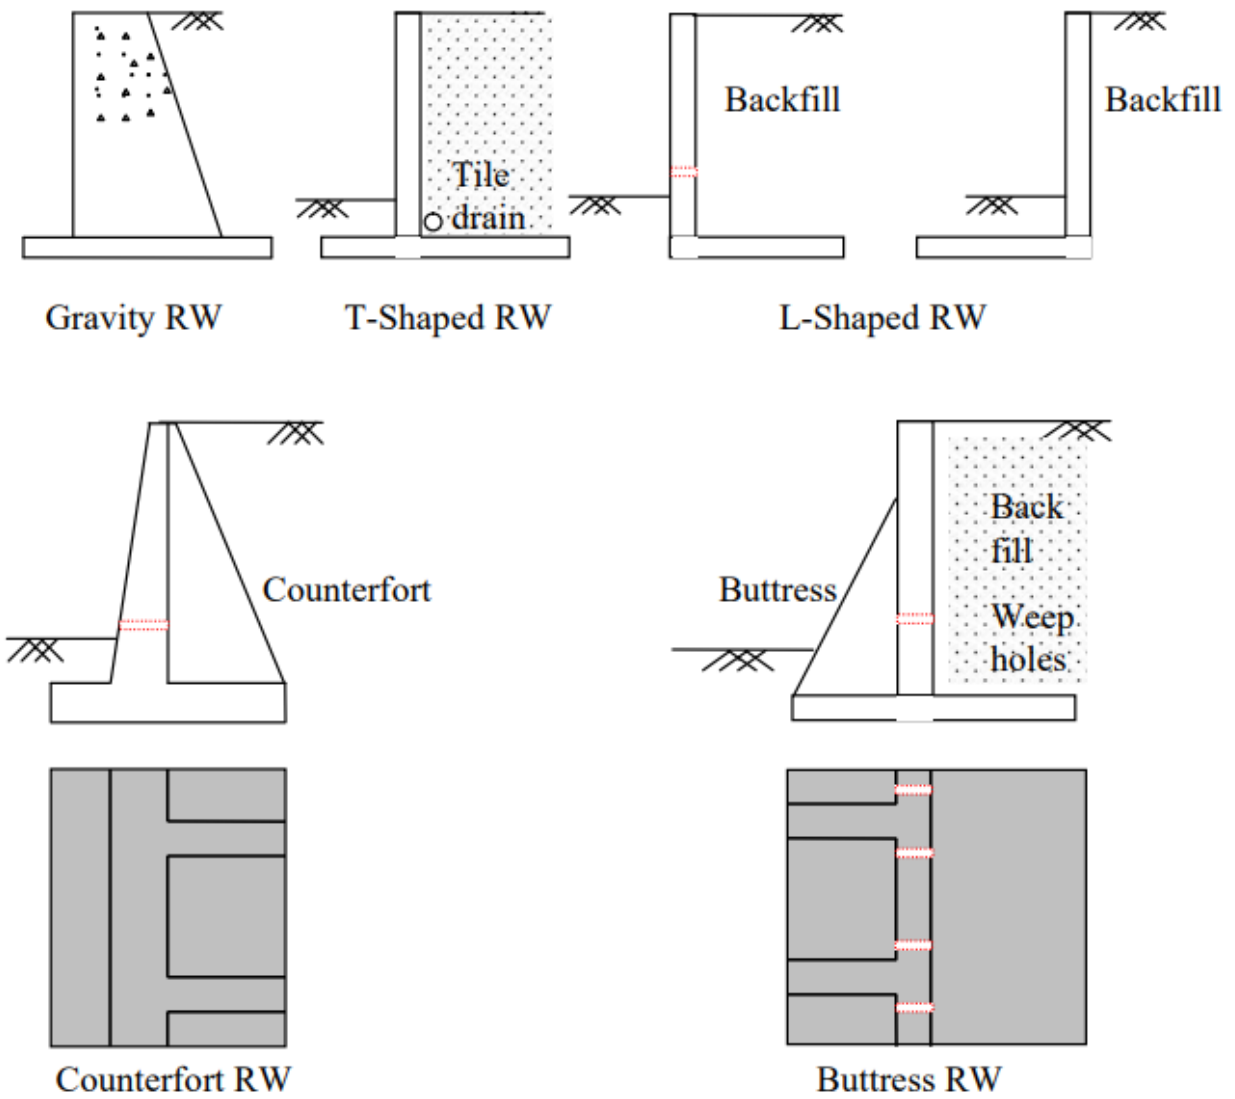 Backfill
Backfill
Tile
drain
Gravity RW
T-Shaped RW
L-Shaped RW
Counterfort
Buttress
Back
fill
Weep
holes
Counterfort RW
Buttress RW